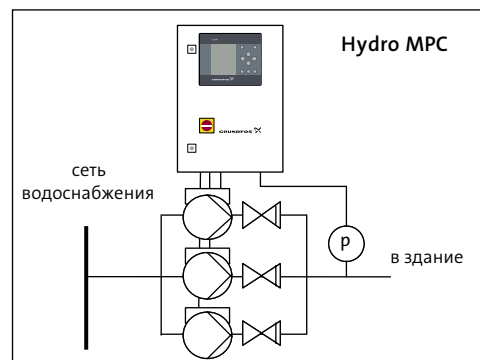 Hydro MPC
GRUNDFOS
сеть
водоснабжения
p
в здание